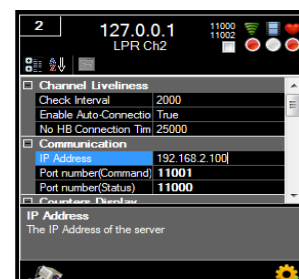 2
127.0.0.1
LPR Ch2
11000
11002
Channel Liveliness
Check Interval 2000
Enable Auto-Connectio True
No HB Connection Tim 25000
Communication
IP Address 192.168.2.100
Port number(Command) 11001
Port number(Status) 11000
Counters Display
IP Address
The IP Address of the server